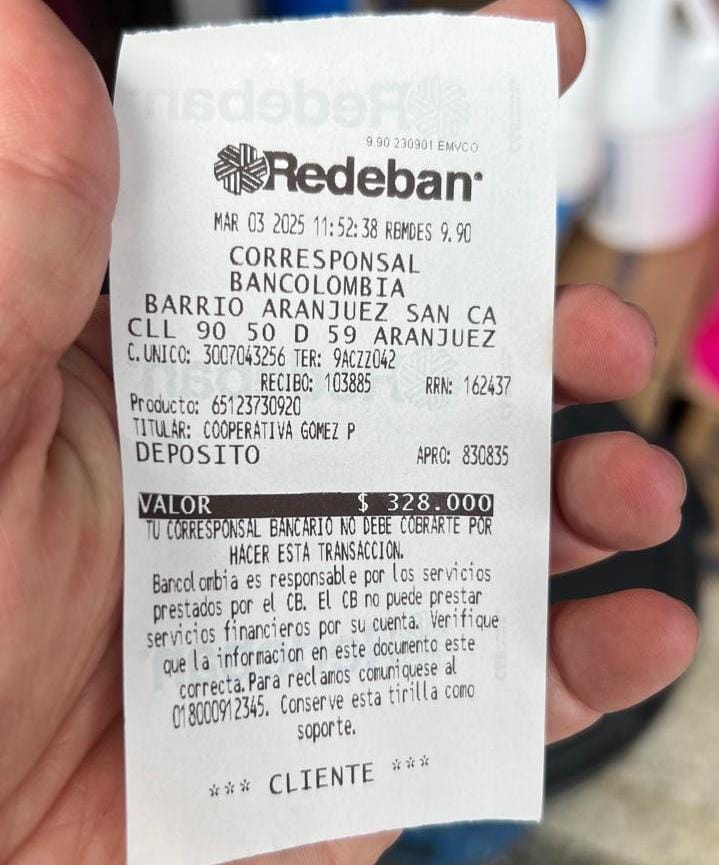 9.90 230901 EMVCO
Redeban
MAR 03 2025 11:52:38 RBMDES 9.90
CORRESPONSAL
BANCOLOMBIA
BARRIO ARANJUEZ SAN CA
CLL 90 50 D 59 ARANJUEZ
C.UNICO: 3007043256 TER: 9ACZZ042
RECIBO: 103885 RRN: 162437
Producto: 65123730920
TITULAR: COOPERATIVA GOMEZ P
DEPOSITO APRO: 830835
VALOR $ 328.000
TU CORRESPONSAL BANCARIO NO DEBE COBRARTE POR
HACER ESTA TRANSACCION.
Bancolombia es responsable por los servicios
prestados por el CB. El CB no puede prestar
servicios financieros por su cuenta. Verifique
que la informacion en este documento este
correcta.Para reclamos comuniquese al
018000912345. Conserve esta tirilla como
soporte.
*** CLIENTE ***